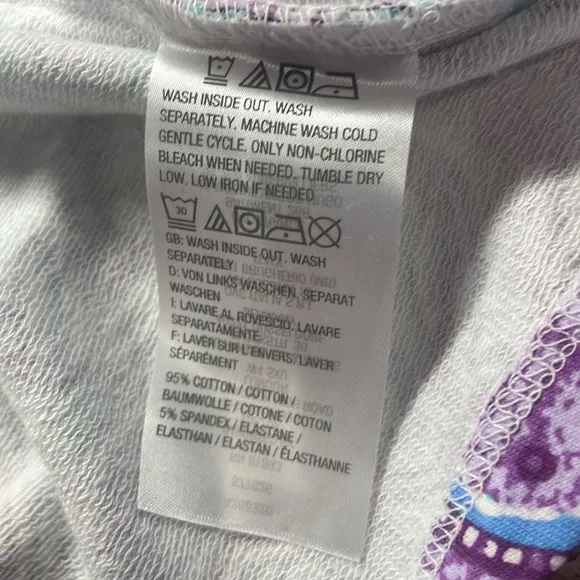 WASH INSIDE OUT. WASH
SEPARATELY. MACHINE WASH COLD
GENTLE CYCLE. ONLY NON-CHLORINE
BLEACH WHEN NEEDED. TUMBLE DRY
LOW. LOW IRON IF NEEDED.
30
GB: WASH INSIDE OUT. WASH
SEPARATELY
D: VON LINKS WASCHEN, SEPARAT
WASCHEN
I: LAVARE AL ROVESCIO, LAVARE
SEPARATAMENTE
F: LAVER SUR L'ENVERS, LAVER
SÉPARÉMENT
95% COTTON / COTTON /
BAUMWOLLE / COTONE / COTON
5% SPANDEX / ELASTANE /
ELASTHAN / ELASTAN / ÉLASTHANNE